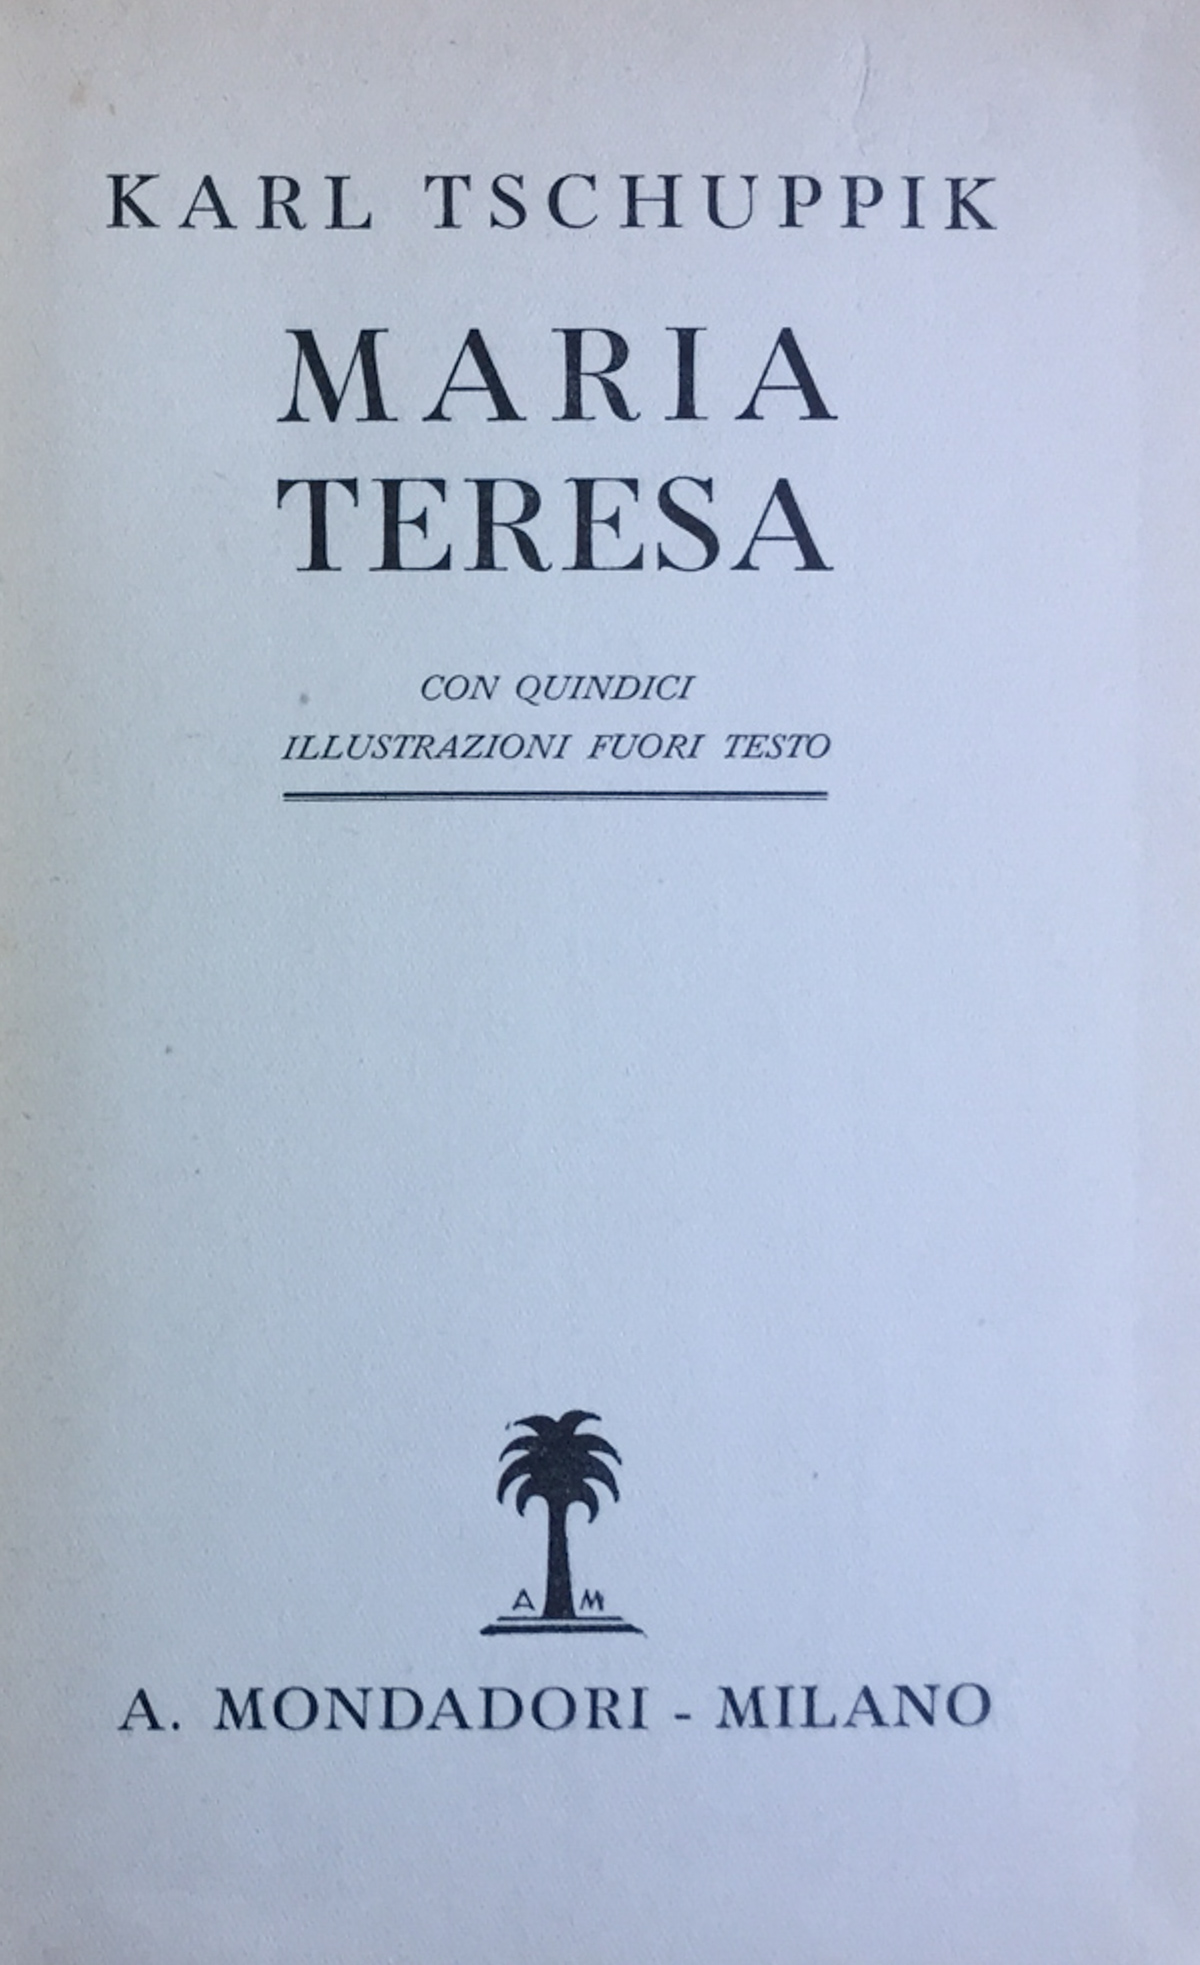 KARL TSCHUPPIK
MARIA
TERESA
CON QUINDICI
ILLUSTRAZIONI FUORI TESTO
A M
A. MONDADORI - MILANO